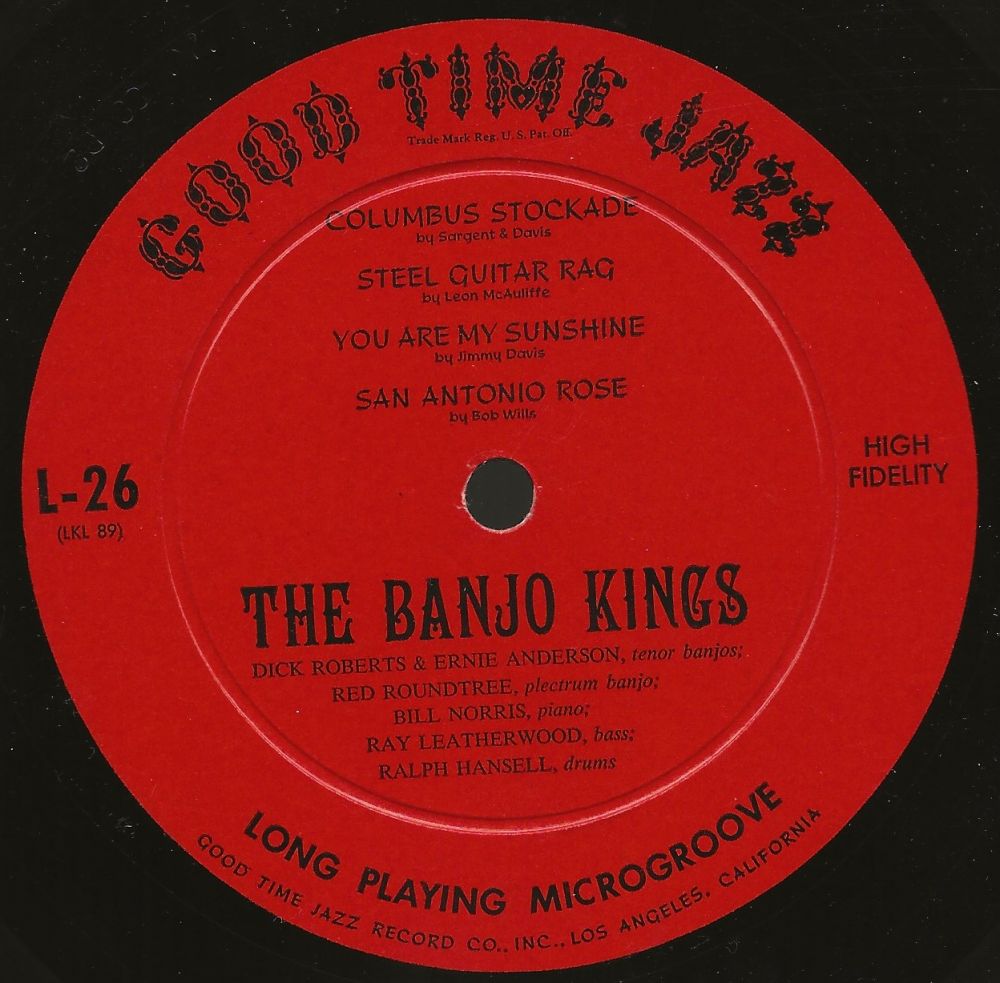 GOOD TIME JAZZ
Trade Mark Reg. U. S. Pat. Off.
COLUMBUS STOCKADE
by Sargent & Davis
STEEL GUITAR RAG
by Leon McAuliffe
YOU ARE MY SUNSHINE
by Jimmy Davis
SAN ANTONIO ROSE
by Bob Wills
L-26
(LKL 89)
HIGH
FIDELITY
THE BANJO KINGS
DICK ROBERTS & ERNIE ANDERSON, tenor banjos;
RED ROUNDTREE, plectrum banjo;
BILL NORRIS, piano;
RAY LEATHERWOOD, bass;
RALPH HANSELL, drums
LONG PLAYING MICROGROOVE
GOOD TIME JAZZ RECORD CO., INC., LOS ANGELES, CALIFORNIA